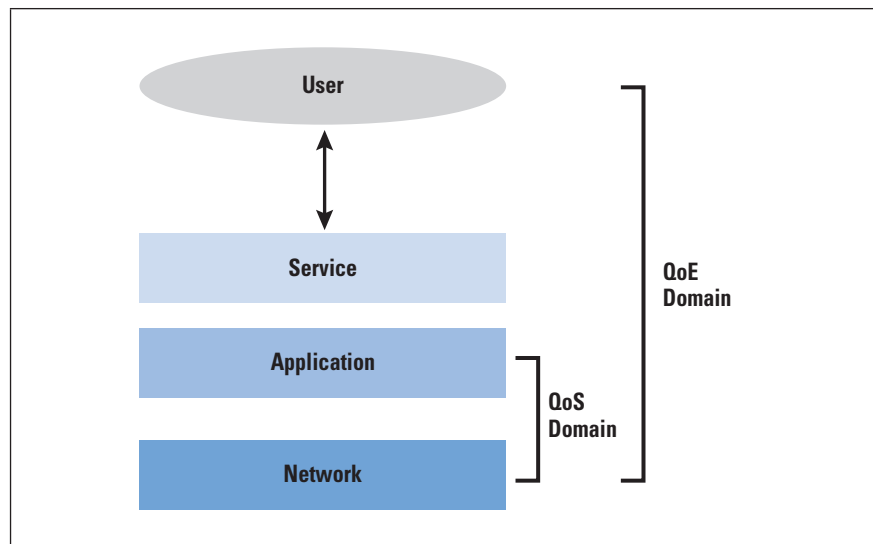 User
Service
QoE
Domain
Application
QoS
Domain
Network